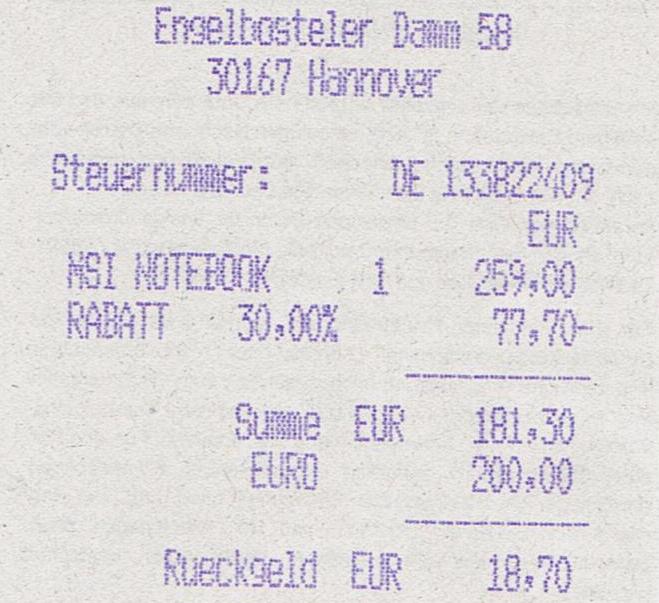 Engelbosteler Damm 58
30167 Hannover
Steuernummer: DE 133822409
EUR
MSI NOTEBOOK 1 259,00
RABATT 30,00% 77,70-
Summe EUR 181,30
EURO 200,00
Rueckgeld EUR 18,70